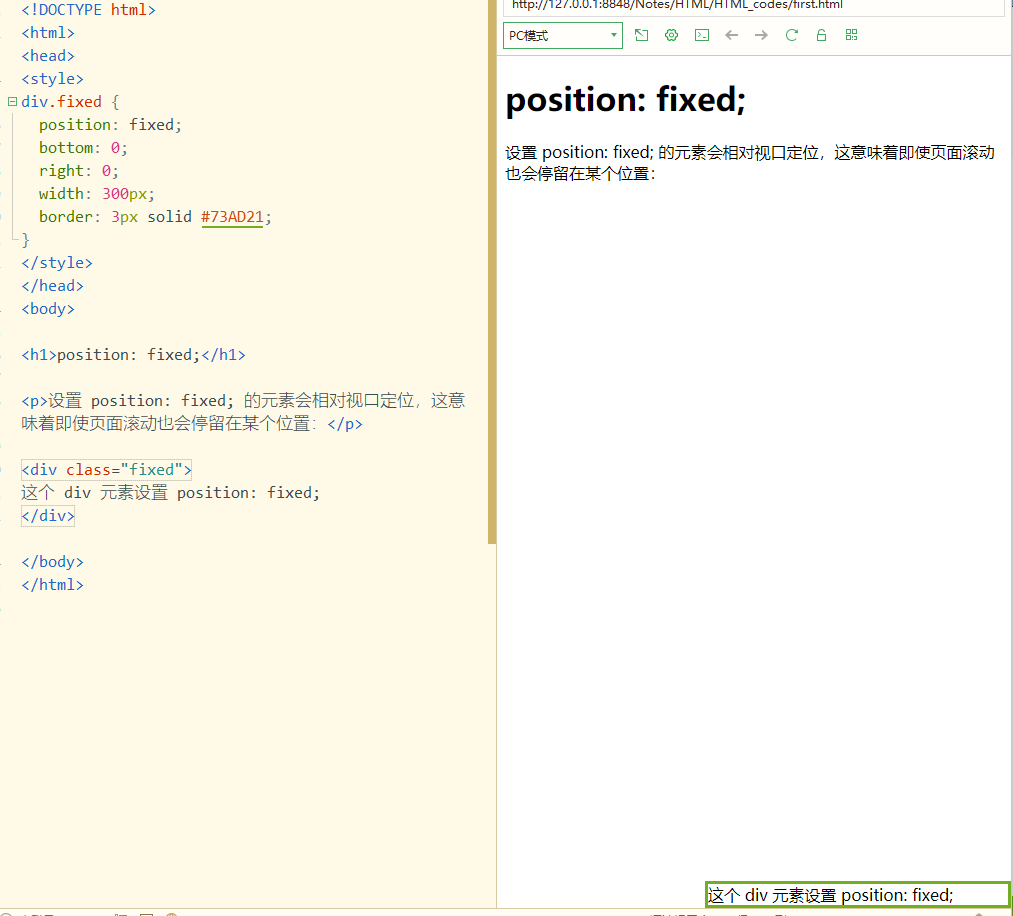 <!DOCTYPE html>
<html>
<head>
<style>
div.fixed {
position: fixed;
bottom: 0;
right: 0;
width: 300px;
border: 3px solid #73AD21;
}
</style>
</head>
<body>
<h1>position: fixed;</h1>
<p>设置 position: fixed; 的元素会相对视口定位，这意
味着即使页面滚动也会停留在某个位置：</p>
<div class="fixed">
这个 div 元素设置 position: fixed;
</div>
</body>
</html>
http://127.0.0.1:8848/Notes/HTML/HTML_codes/first.html
PC模式
position: fixed;
设置 position: fixed; 的元素会相对视口定位，这意味着即使页面滚动
也会停留在某个位置：
这个 div 元素设置 position: fixed;